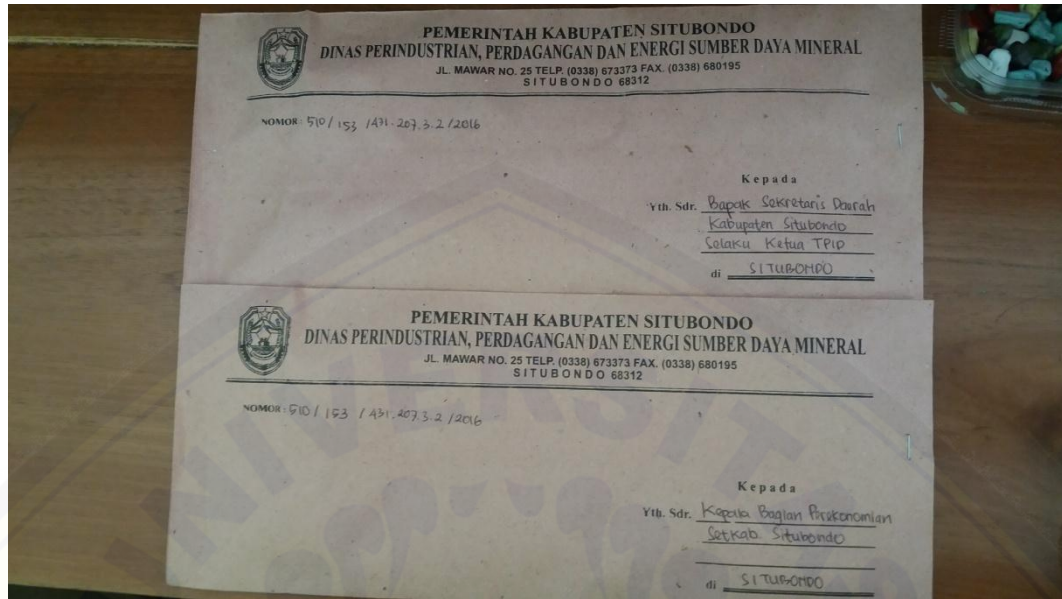 PEMERINTAH KABUPATEN SITUBONDO
DINAS PERINDUSTRIAN, PERDAGANGAN DAN ENERGI SUMBER DAYA MINERAL
JL. MAWAR NO. 25 TELP. (0338) 673373 FAX. (0338) 680195
SITUBONDO 68312
NOMOR: 510/153/431.207.3.2/2016
Kepada
Yth. Sdr. Bapak Sekretaris Daerah
Kabupaten Situbondo
Selaku Ketua TPID
di SITUBONDO
PEMERINTAH KABUPATEN SITUBONDO
DINAS PERINDUSTRIAN, PERDAGANGAN DAN ENERGI SUMBER DAYA MINERAL
JL. MAWAR NO. 25 TELP. (0338) 673373 FAX. (0338) 680195
SITUBONDO 68312
NOMOR: 510/153/431.207.3.2/2016
Kepada
Yth. Sdr. Kepala Bagian Perekonomian
Setkab. Situbondo
di SITUBONDO
UNIVERSITA